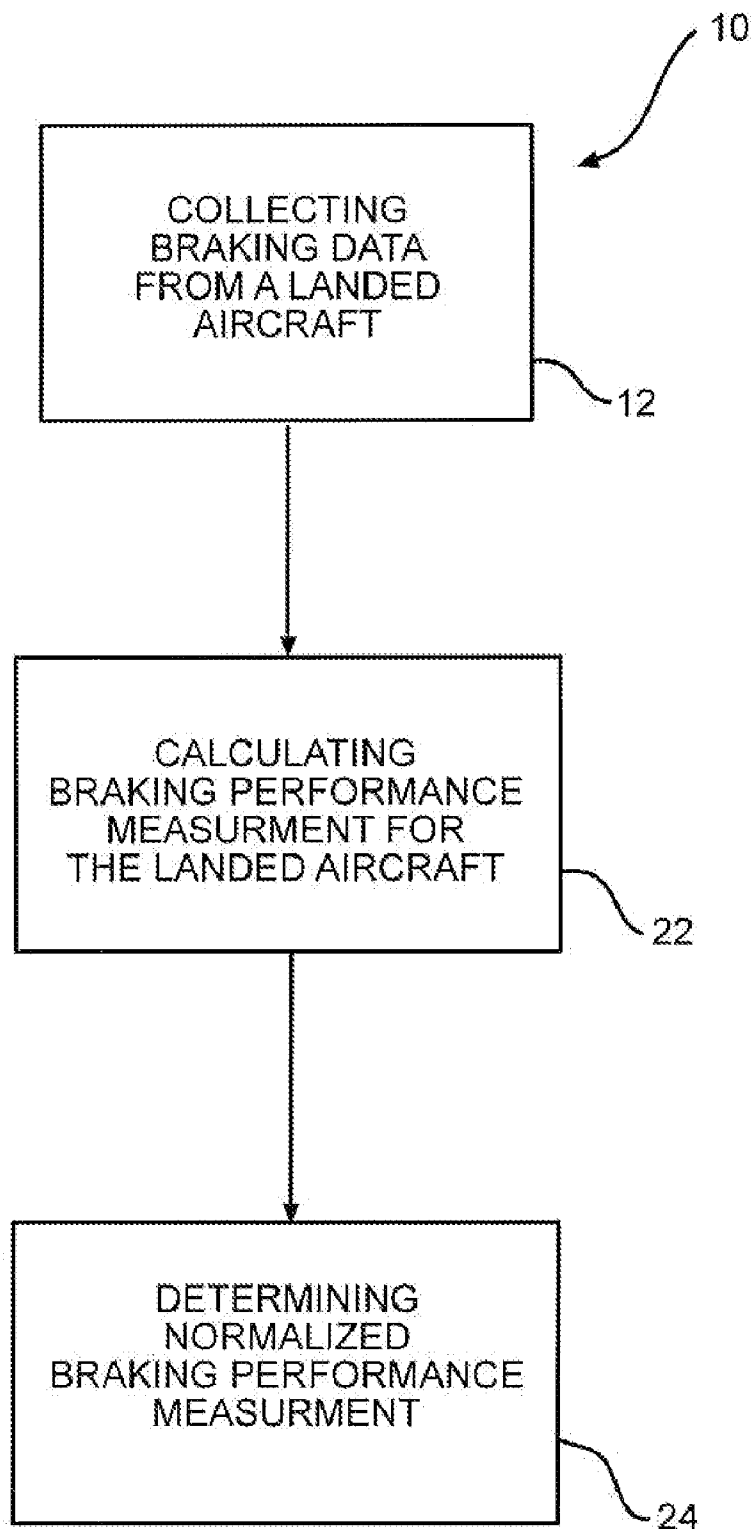 10
COLLECTING
BRAKING DATA
FROM A LANDED
AIRCRAFT
12
CALCULATING
BRAKING PERFORMANCE
MEASURMENT FOR
THE LANDED AIRCRAFT
22
DETERMINING
NORMALIZED
BRAKING PERFORMANCE
MEASURMENT
24